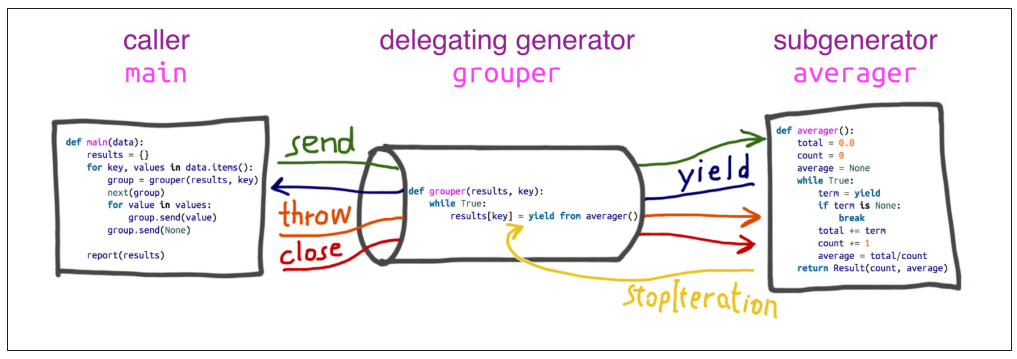 caller
main
delegating generator
grouper
subgenerator
averager
def main(data):
    results = {}
    for key, values in data.items():
        group = grouper(results, key)
        next(group)
        for value in values:
            group.send(value)
        group.send(None)

    report(results)
send
throw
close
def grouper(results, key):
    while True:
        results[key] = yield from averager()
yield
StopIteration
def averager():
    total = 0.0
    count = 0
    average = None
    while True:
        term = yield
        if term is None:
            break
        total += term
        count += 1
        average = total/count
    return Result(count, average)